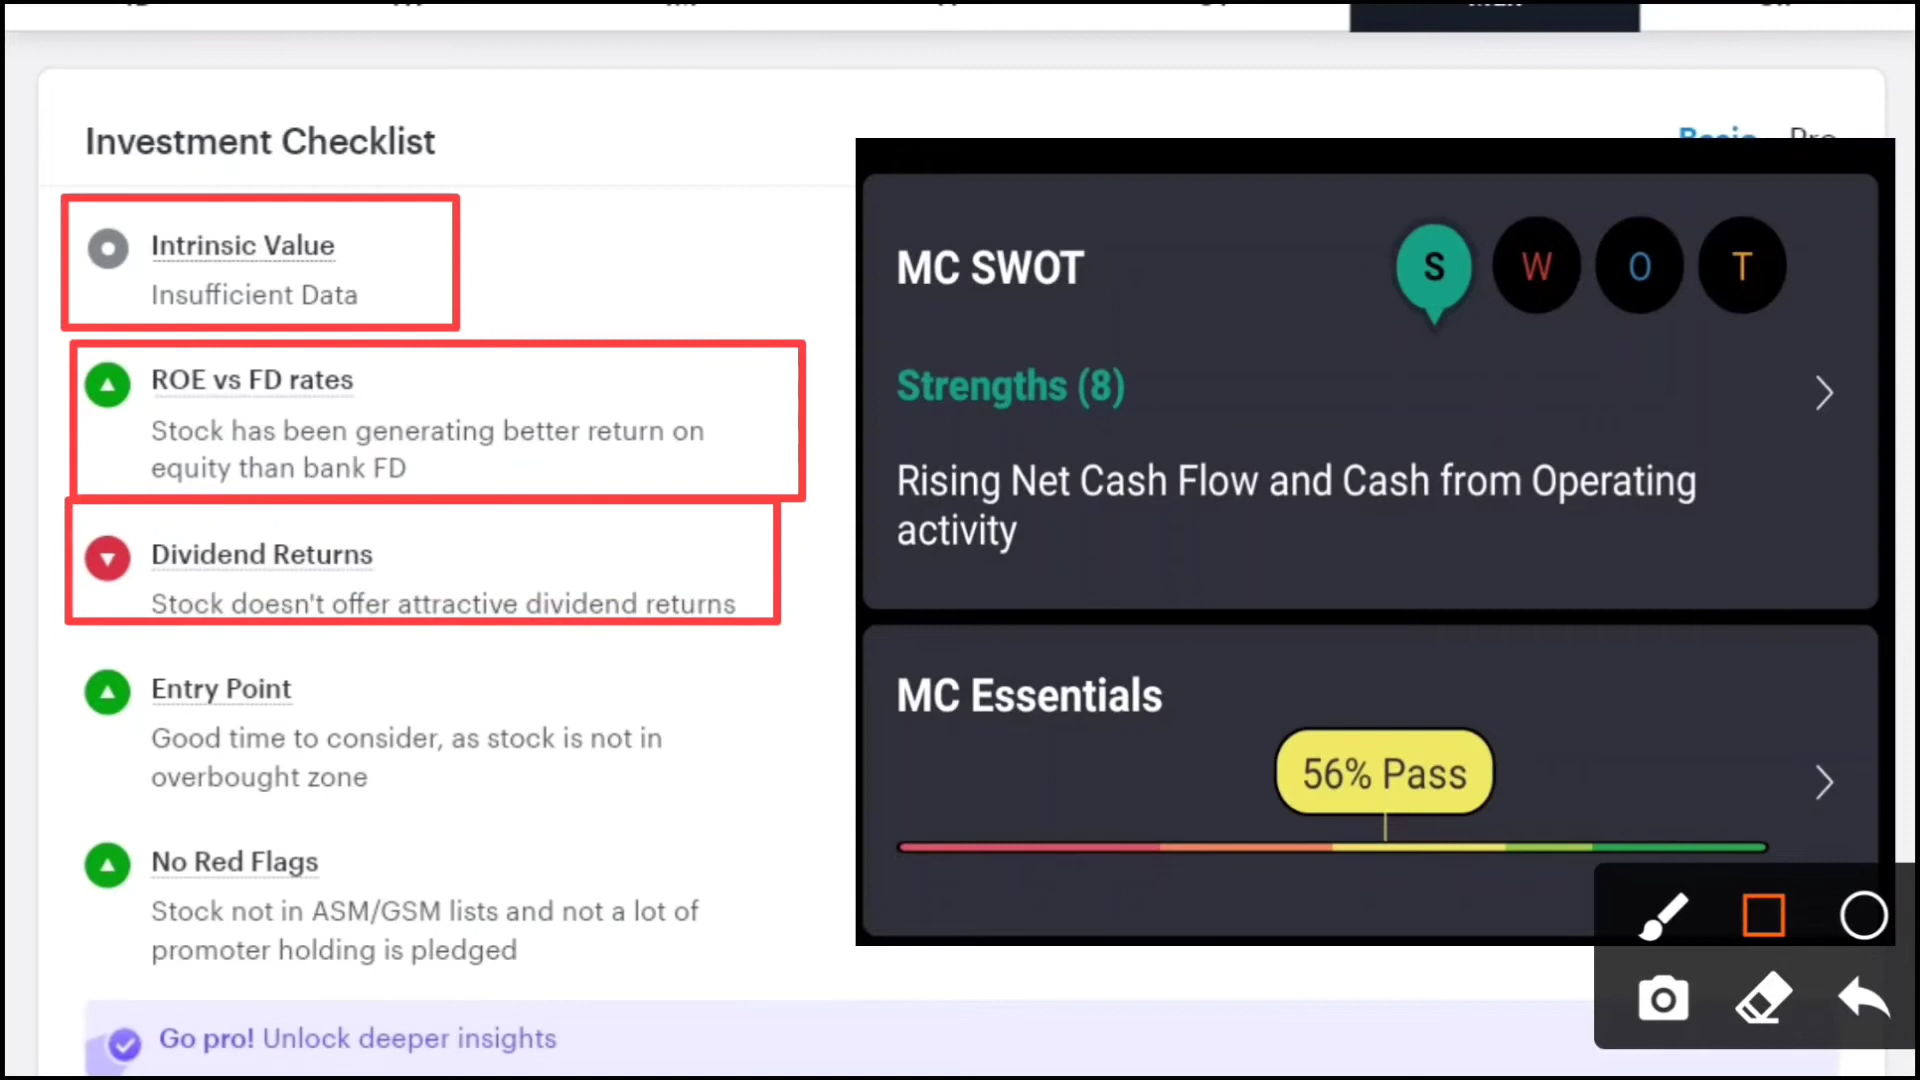 Investment Checklist
Intrinsic Value
Insufficient Data
ROE vs FD rates
Stock has been generating better return on
equity than bank FD
Dividend Returns
Stock doesn't offer attractive dividend returns
Entry Point
Good time to consider, as stock is not in
overbought zone
No Red Flags
Stock not in ASM/GSM lists and not a lot of
promoter holding is pledged
Go pro! Unlock deeper insights
Basic Pro
MC SWOT
S W O T
Strengths (8)
Rising Net Cash Flow and Cash from Operating
activity
MC Essentials
56% Pass